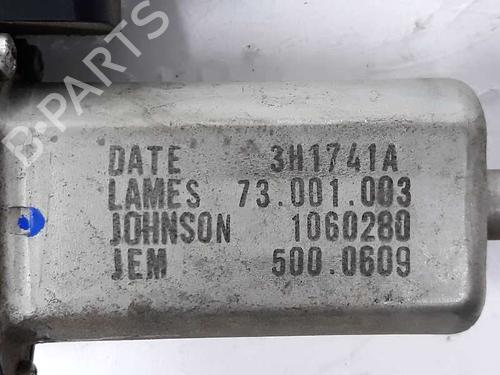 B-PARTS
DATE 3H1741A
LAMES 73.001.003
JOHNSON 1060280
JEM 500.0609